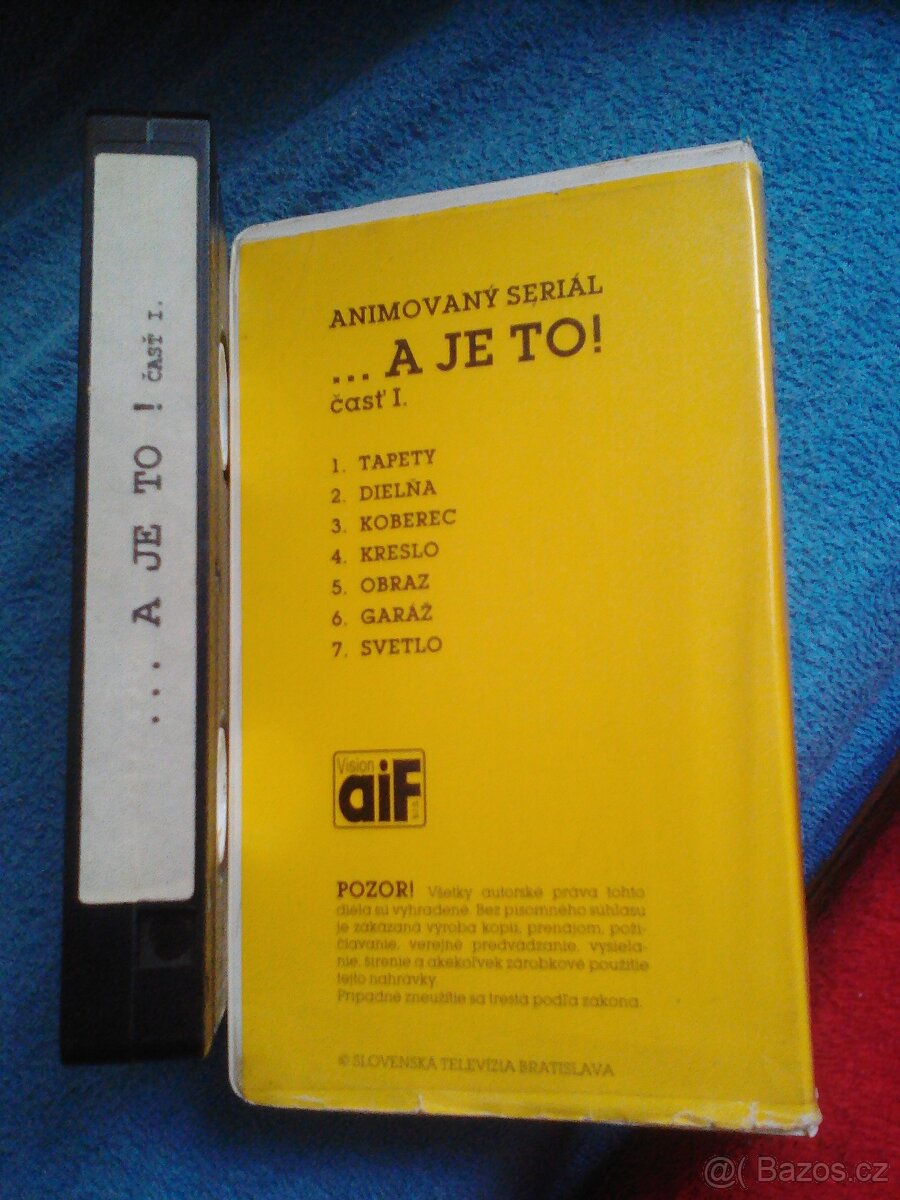 ... A JE TO ! ČASŤ I.
ANIMOVANÝ SERIÁL
... A JE TO!
časť I.
1. TAPETY
2. DIELŇA
3. KOBEREC
4. KRESLO
5. OBRAZ
6. GARÁŽ
7. SVETLO
Vision
aiF
s.r.o.
POZOR! Všetky autorské práva tohto
diela su vyhradené. Bez písomného súhlasu
je zakázaná výroba kopií, prenájom, poži-
čiavanie, verejné predvádzanie, vysiela-
nie, šírenie a akékoľvek zárobkové použitie
tejto nahrávky.
Prípadné zneužitie sa trestá podľa zákona.
© SLOVENSKÁ TELEVÍZIA BRATISLAVA
@( Bazos.cz